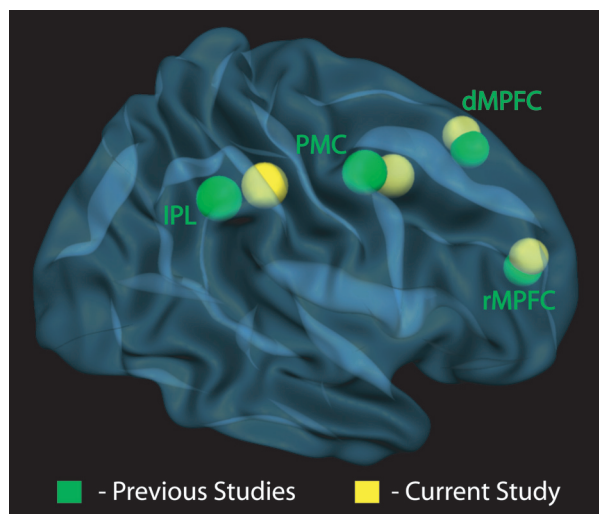 dMPFC
PMC
IPL
rMPFC
- Previous Studies
- Current Study